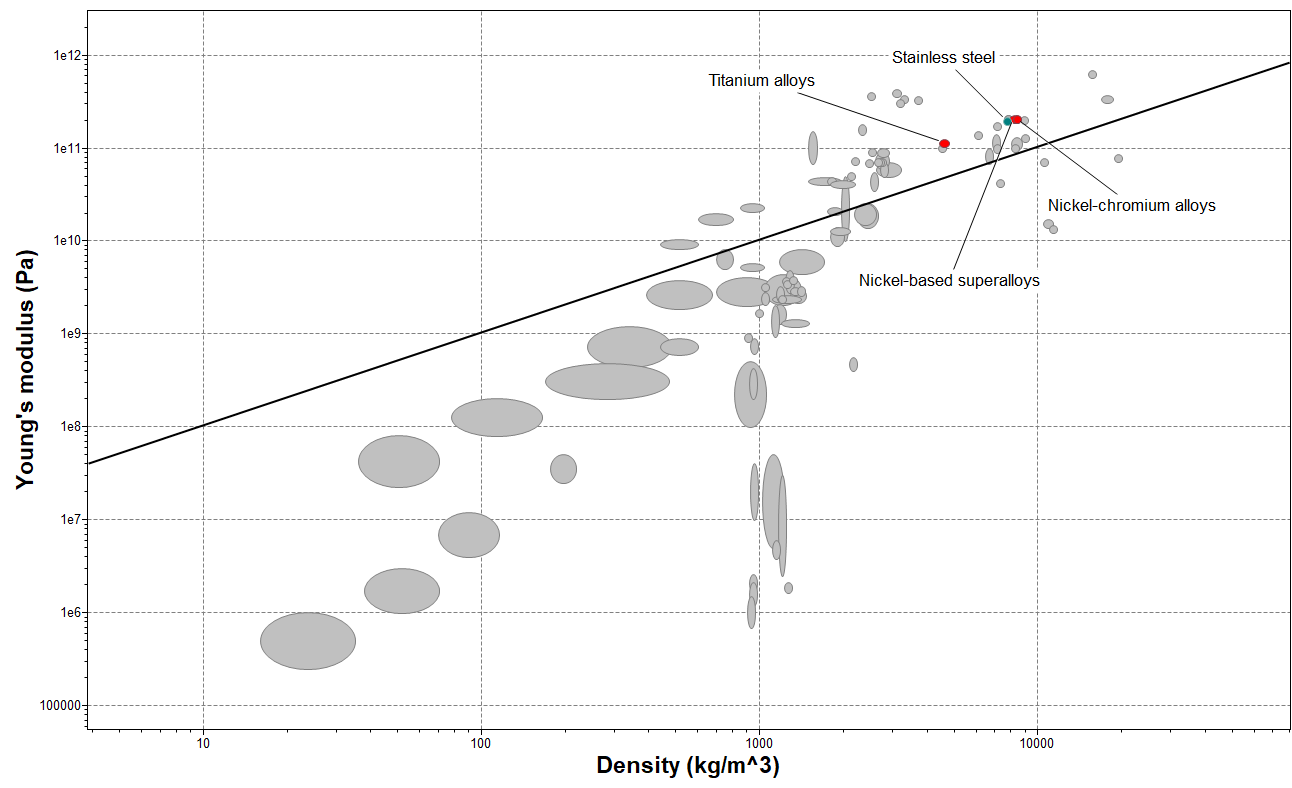 Stainless steel
Titanium alloys
Nickel-chromium alloys
Nickel-based superalloys
1e12
1e11
1e10
1e9
1e8
1e7
1e6
100000
Young's modulus (Pa)
10
100
1000
10000
Density (kg/m^3)